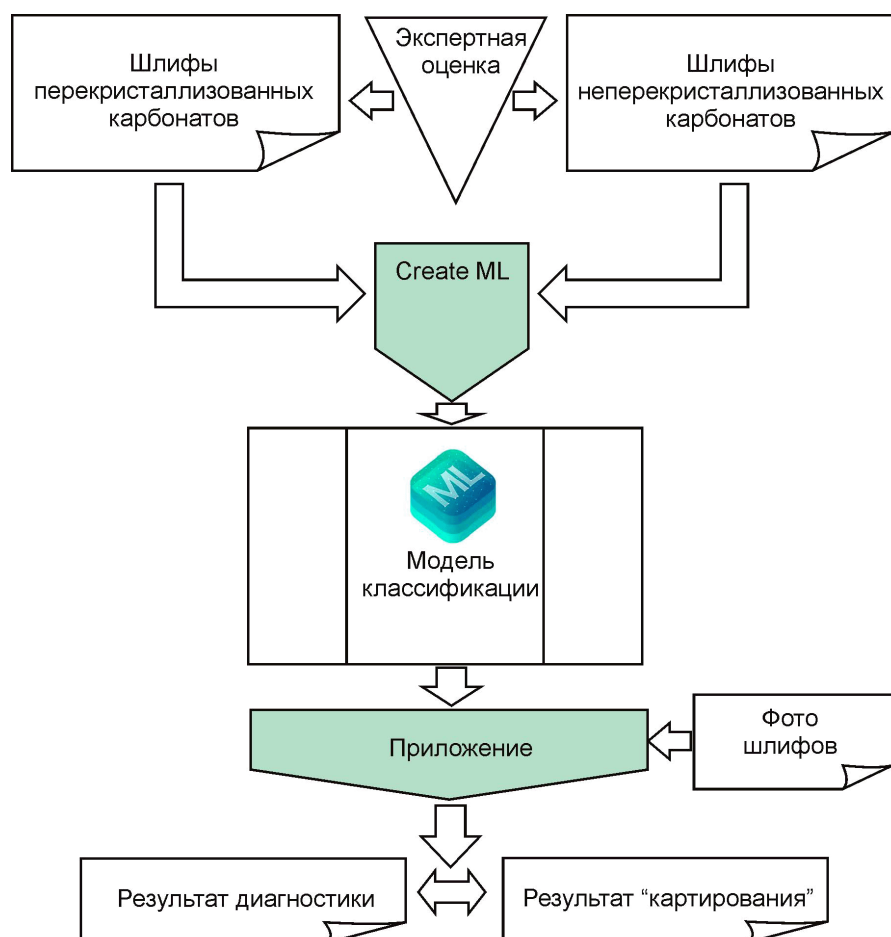 Шлифы
перекристаллизованных
карбонатов
Экспертная
оценка
Шлифы
неперекристаллизованных
карбонатов
Create ML
ML
Модель
классификации
Приложение
Фото
шлифов
Результат диагностики
Результат “картирования”